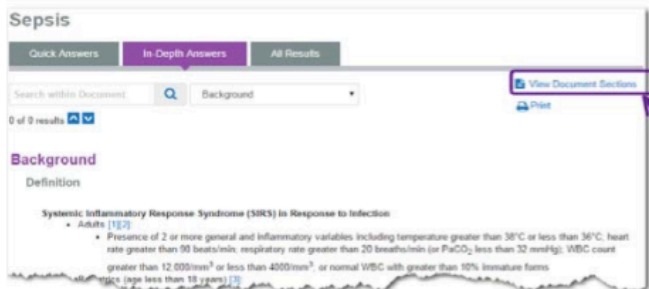 Sepsis
Quick Answers In-Depth Answers All Results
Search within Document Background View Document Sections
Print
0 of 0 results
Background
Definition
Systemic Inflammatory Response Syndrome (SIRS) in Response to Infection
• Adults [1][2]:
• Presence of 2 or more general and inflammatory variables including temperature greater than 38°C or less than 36°C; heart
rate greater than 90 beats/min; respiratory rate greater than 20 breaths/min (or PaCO₂ less than 32 mmHg); WBC count
greater than 12,000/mm³ or less than 4000/mm³, or normal WBC with greater than 10% immature forms
(age less than 18 years) [3]: